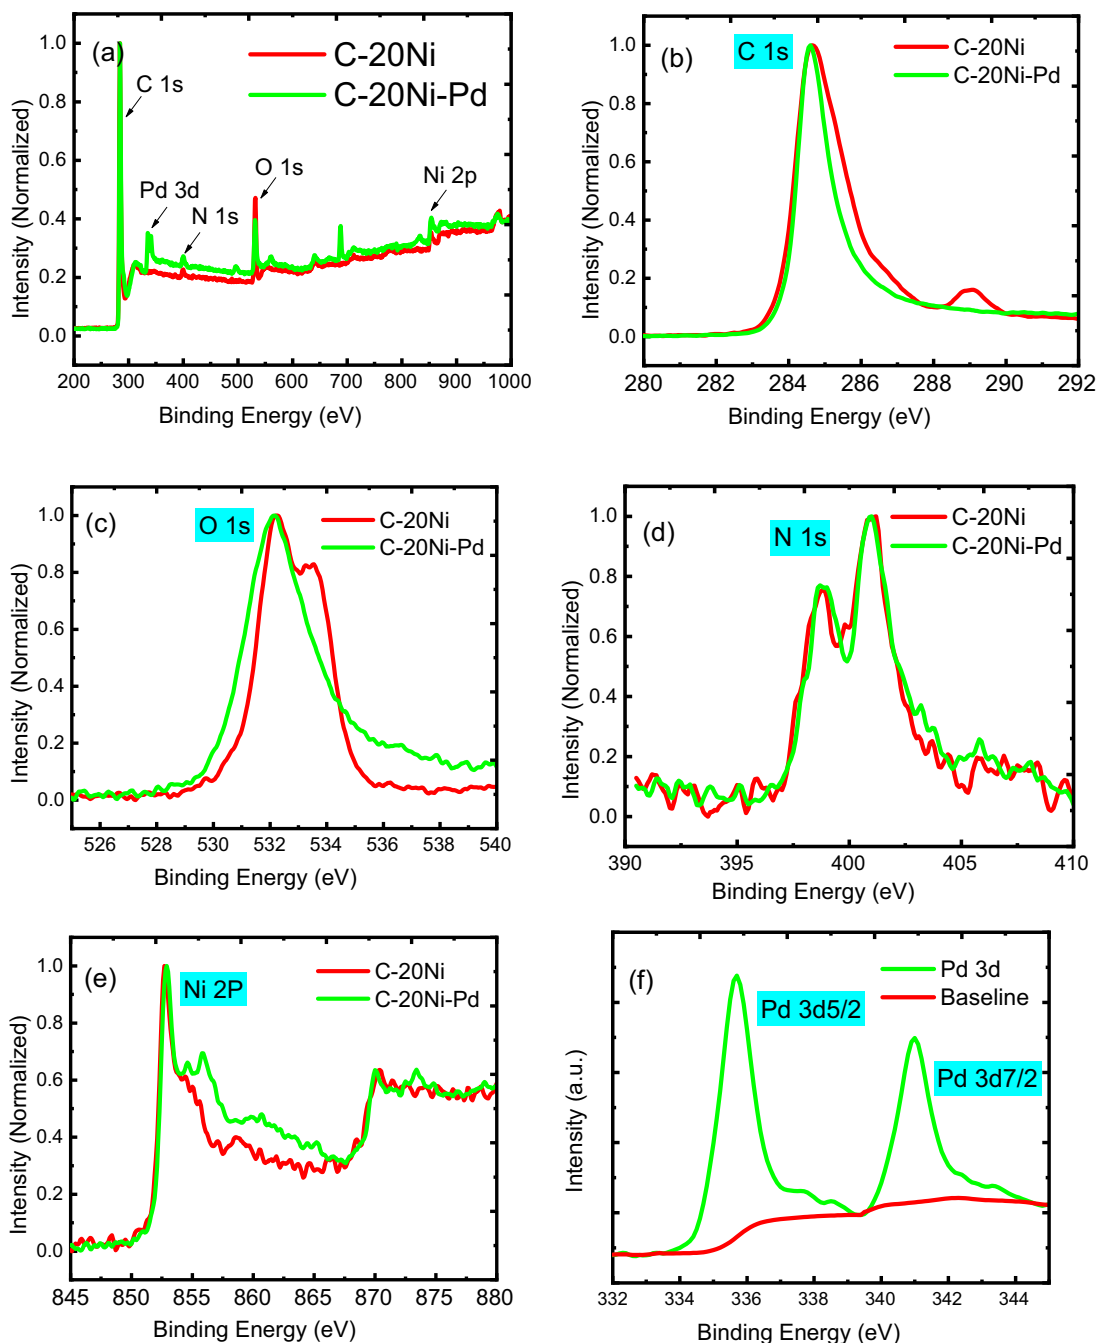 (a)
C-20Ni
C-20Ni-Pd
C 1s
Pd 3d
N 1s
O 1s
Ni 2p
Intensity (Normalized)
1.0
0.8
0.6
0.4
0.2
0.0
200 300 400 500 600 700 800 900 1000
Binding Energy (eV)
(b)
C 1s
C-20Ni
C-20Ni-Pd
Intensity (Normalized)
1.0
0.8
0.6
0.4
0.2
0.0
280 282 284 286 288 290 292
Binding Energy (eV)
(c)
O 1s
C-20Ni
C-20Ni-Pd
Intensity (Normalized)
1.0
0.8
0.6
0.4
0.2
0.0
526 528 530 532 534 536 538 540
Binding Energy (eV)
(d)
N 1s
C-20Ni
C-20Ni-Pd
Intensity (Normalized)
1.0
0.8
0.6
0.4
0.2
0.0
390 395 400 405 410
Binding Energy (eV)
(e)
Ni 2P
C-20Ni
C-20Ni-Pd
Intensity (Normalized)
1.0
0.8
0.6
0.4
0.2
0.0
845 850 855 860 865 870 875 880
Binding Energy (eV)
(f)
Pd 3d
Baseline
Pd 3d5/2
Pd 3d7/2
Intensity (a.u.)
332 334 336 338 340 342 344
Binding Energy (eV)